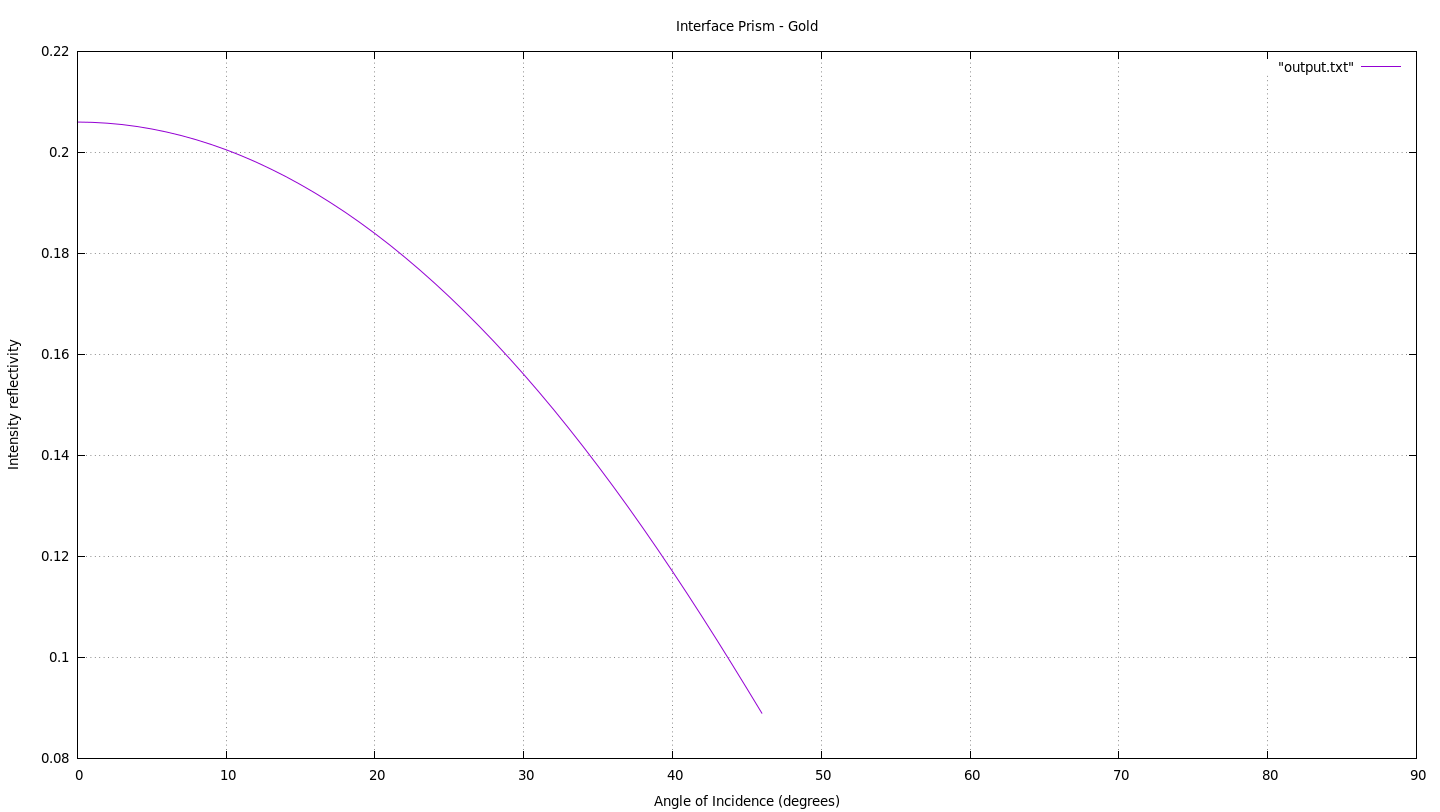 Interface Prism - Gold
"output.txt"
0.22
0.2
0.18
0.16
0.14
0.12
0.1
0.08
Intensity reflectivity
0 10 20 30 40 50 60 70 80 90
Angle of Incidence (degrees)